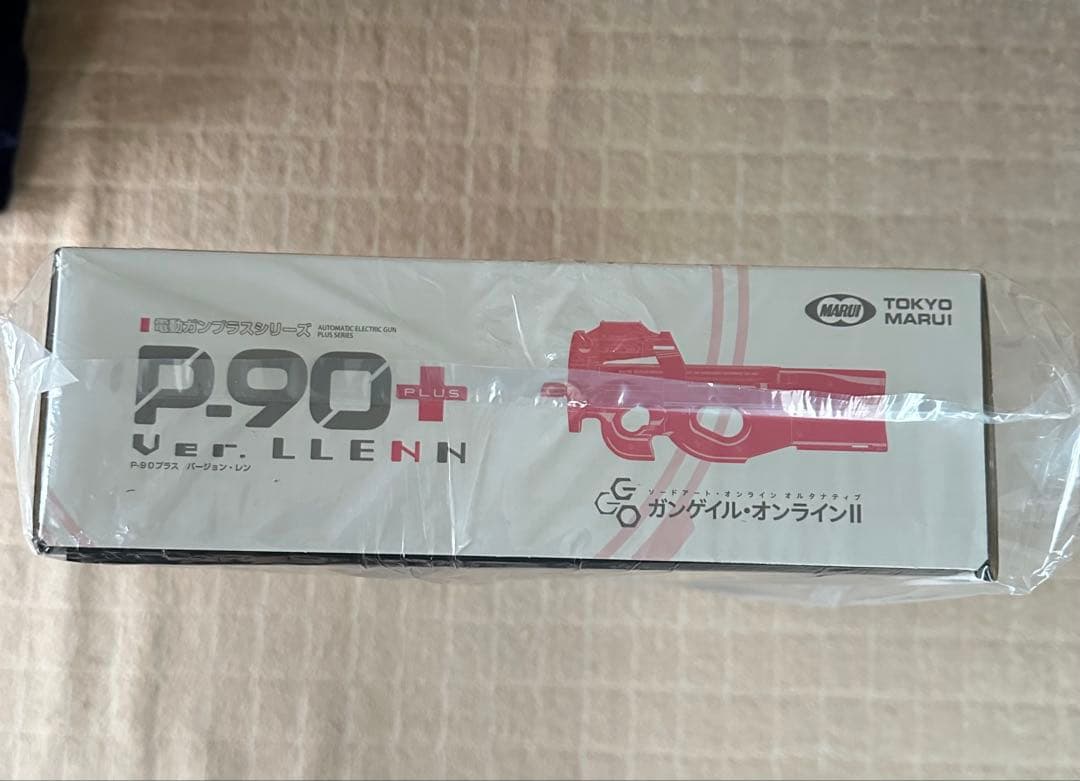 電動ガンプラスシリーズ AUTOMATIC ELECTRIC GUN PLUS SERIES
P-90+ PLUS
Ver. LLENN
P-90プラス バージョン・レン
MARUI TOKYO MARUI
GGO
ソードアート・オンライン オルタナティブ
ガンゲイル・オンラインII